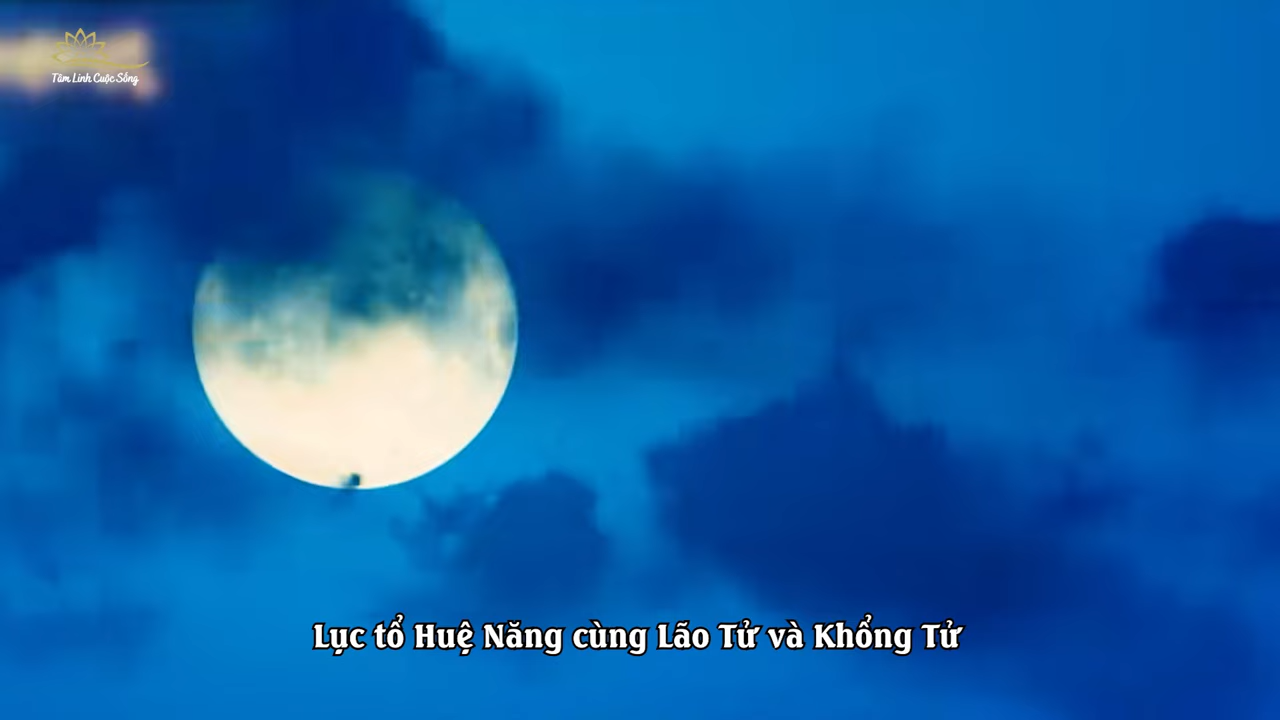 Tâm Linh Cuộc Sống
Lục tổ Huệ Năng cùng Lão Tử và Khổng Tử